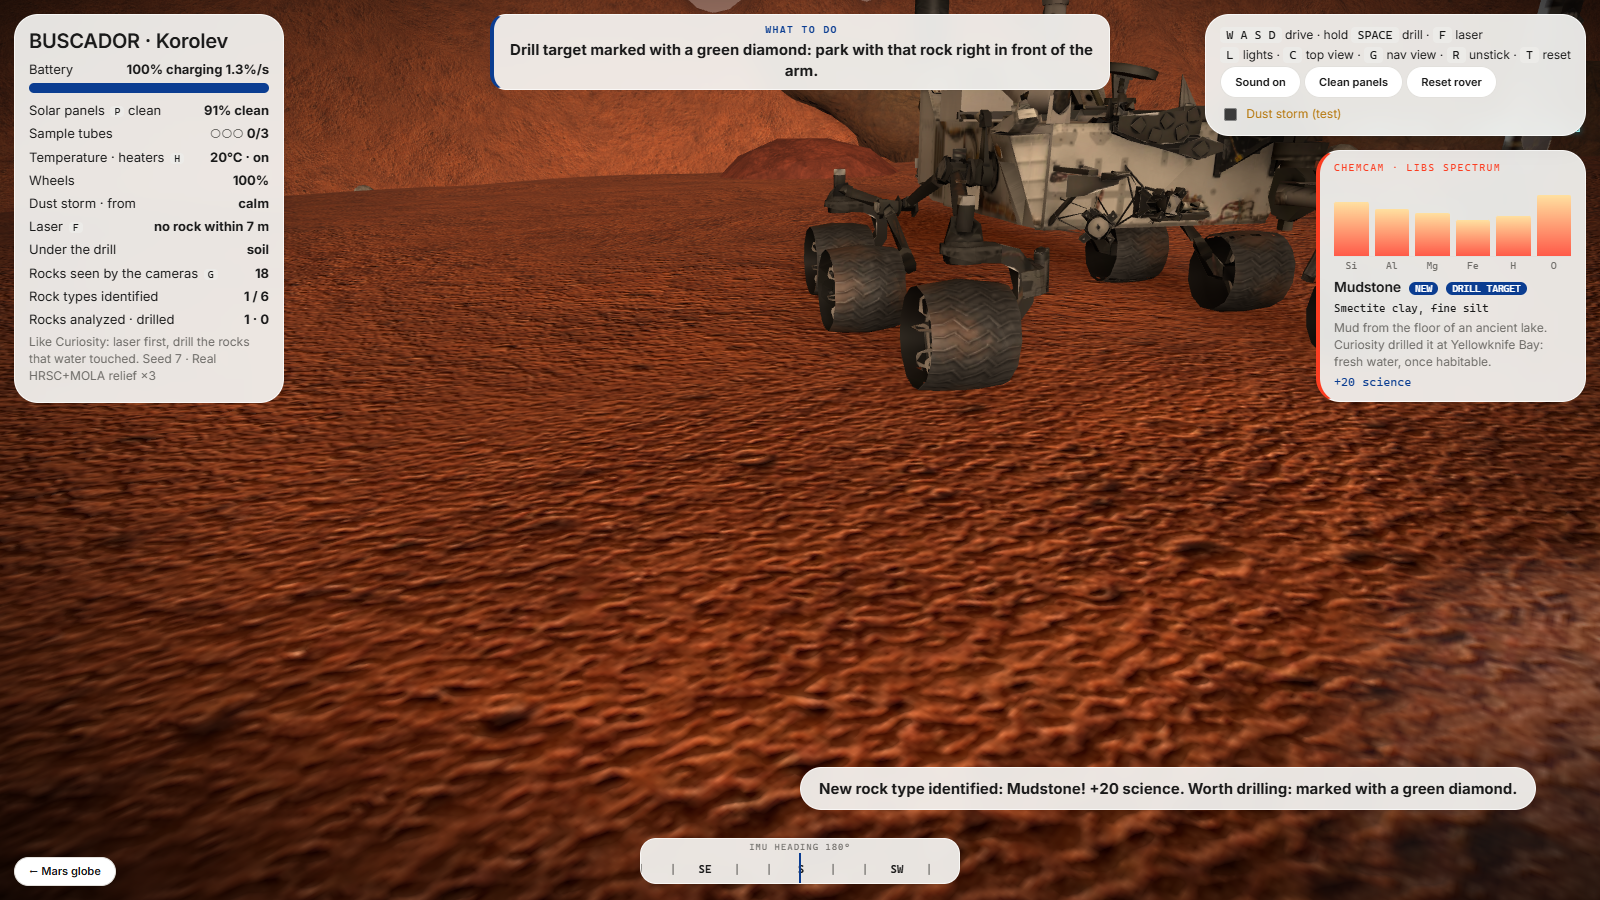 BUSCADOR · Korolev
Battery 100% charging 1.3%/s
Solar panels P clean 91% clean
Sample tubes ○○○ 0/3
Temperature · heaters H 20°C · on
Wheels 100%
Dust storm · from calm
Laser F no rock within 7 m
Under the drill soil
Rocks seen by the cameras G 18
Rock types identified 1 / 6
Rocks analyzed · drilled 1 · 0
Like Curiosity: laser first, drill the rocks
that water touched. Seed 7 · Real
HRSC+MOLA relief ×3
WHAT TO DO
Drill target marked with a green diamond: park with that rock right in front of the
arm.
W A S D drive · hold SPACE drill · F laser
L lights · C top view · G nav view · R unstick · T reset
Sound on Clean panels Reset rover
Dust storm (test)
CHEMCAM · LIBS SPECTRUM
Si Al Mg Fe H O
Mudstone NEW DRILL TARGET
Smectite clay, fine silt
Mud from the floor of an ancient lake.
Curiosity drilled it at Yellowknife Bay:
fresh water, once habitable.
+20 science
New rock type identified: Mudstone! +20 science. Worth drilling: marked with a green diamond.
IMU HEADING 180°
| SE | | S | | SW |
← Mars globe